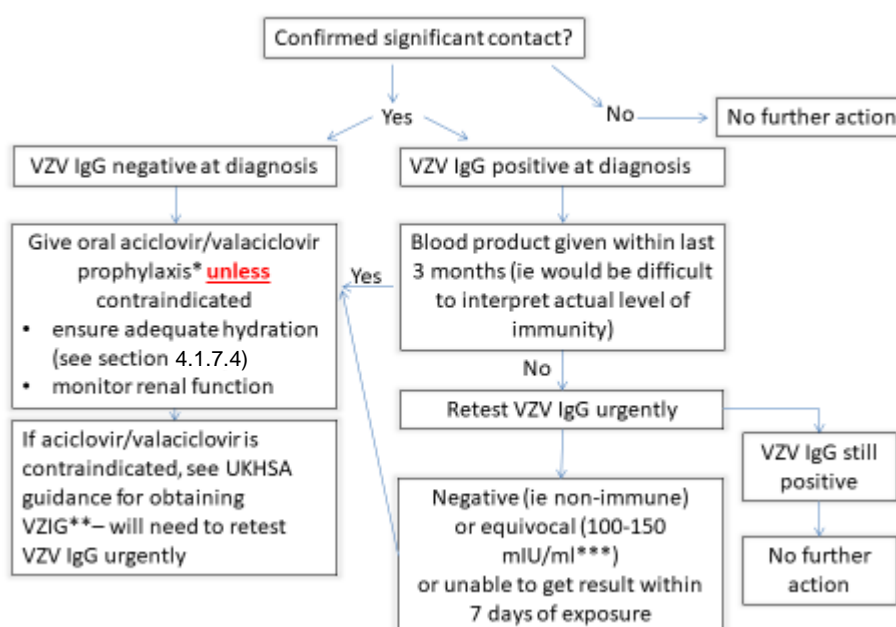 Confirmed significant contact?
Yes
No
No further action
VZV IgG negative at diagnosis
VZV IgG positive at diagnosis
Give oral aciclovir/valaciclovir
prophylaxis* unless
contraindicated
• ensure adequate hydration
(see section 4.1.7.4)
• monitor renal function
Yes
Blood product given within last
3 months (ie would be difficult
to interpret actual level of
immunity)
No
Retest VZV IgG urgently
If aciclovir/valaciclovir is
contraindicated, see UKHSA
guidance for obtaining
VZIG**– will need to retest
VZV IgG urgently
Negative (ie non-immune)
or equivocal (100-150
mIU/ml***)
or unable to get result within
7 days of exposure
VZV IgG still
positive
No further
action